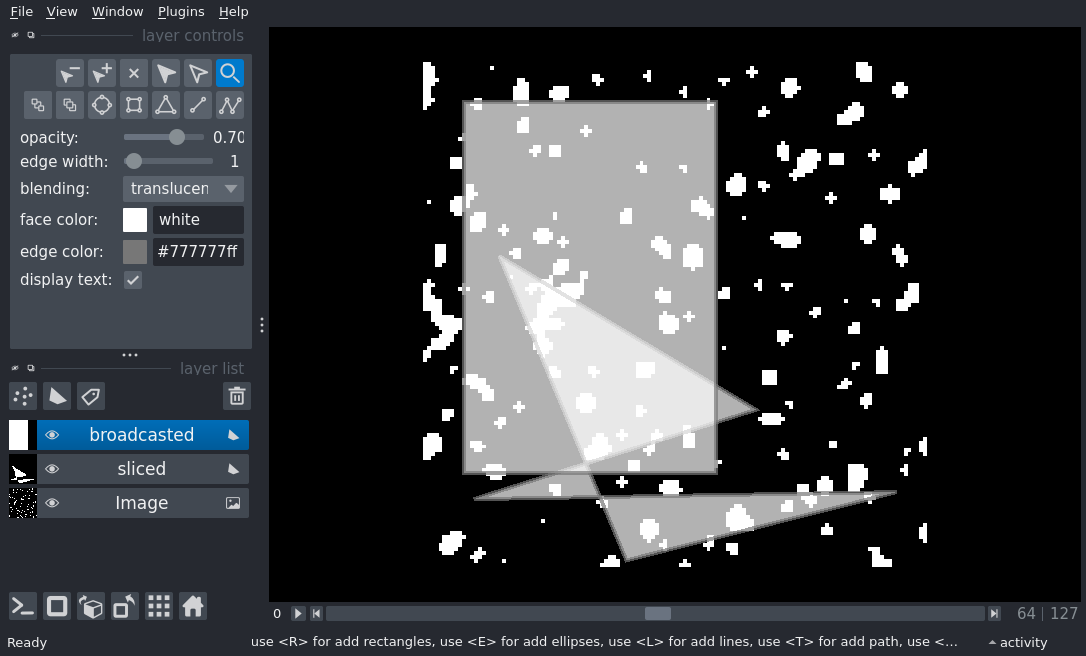 File View Window Plugins Help
layer controls
opacity: 0.70
edge width: 1
blending: translucen
face color: white
edge color: #777777ff
display text:
layer list
broadcasted
sliced
Image
0 64 127
Ready use <R> for add rectangles, use <E> for add ellipses, use <L> for add lines, use <T> for add path, use <... activity